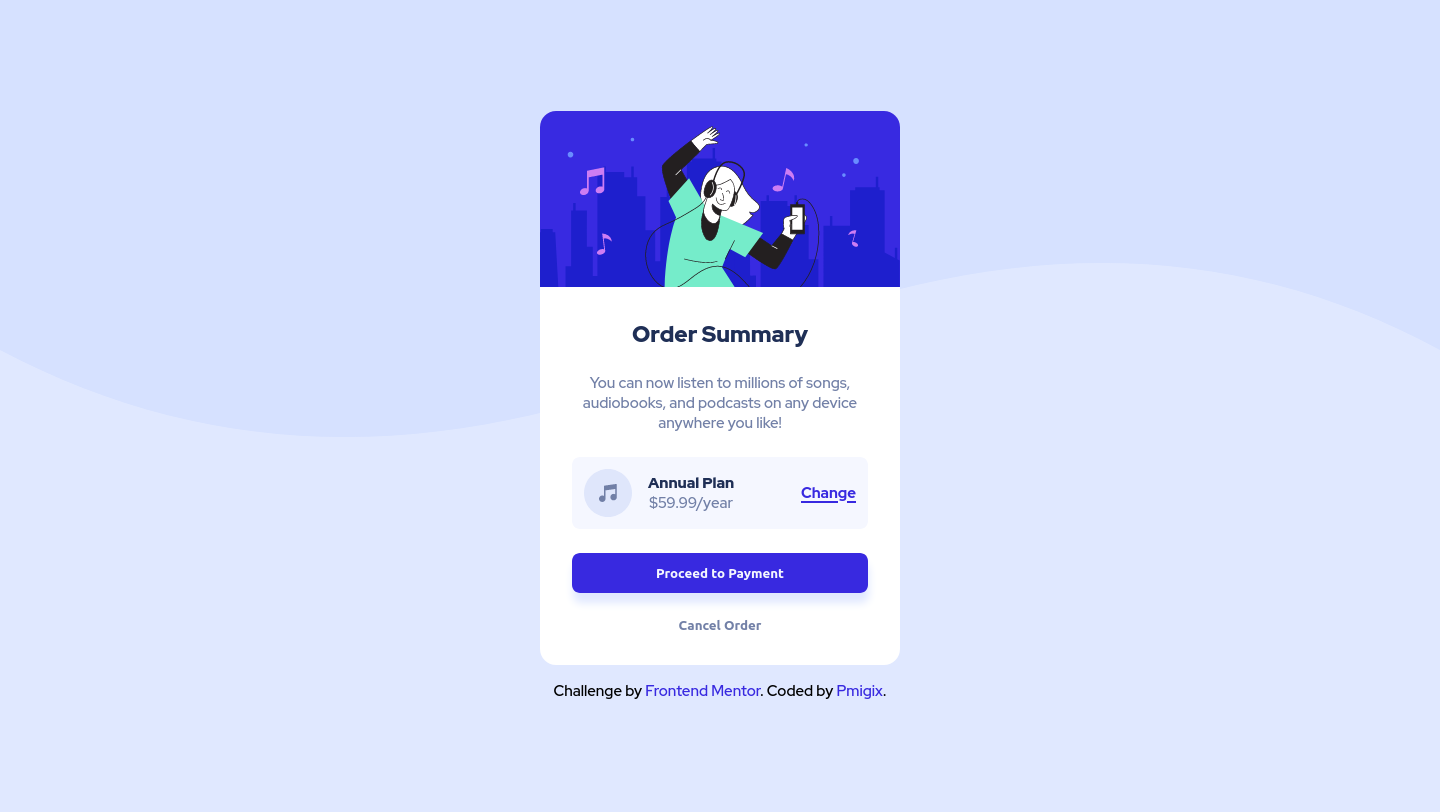 Order Summary
You can now listen to millions of songs,
audiobooks, and podcasts on any device
anywhere you like!
Annual Plan
$59.99/year
Change
Proceed to Payment
Cancel Order
Challenge by Frontend Mentor. Coded by Pmigix.